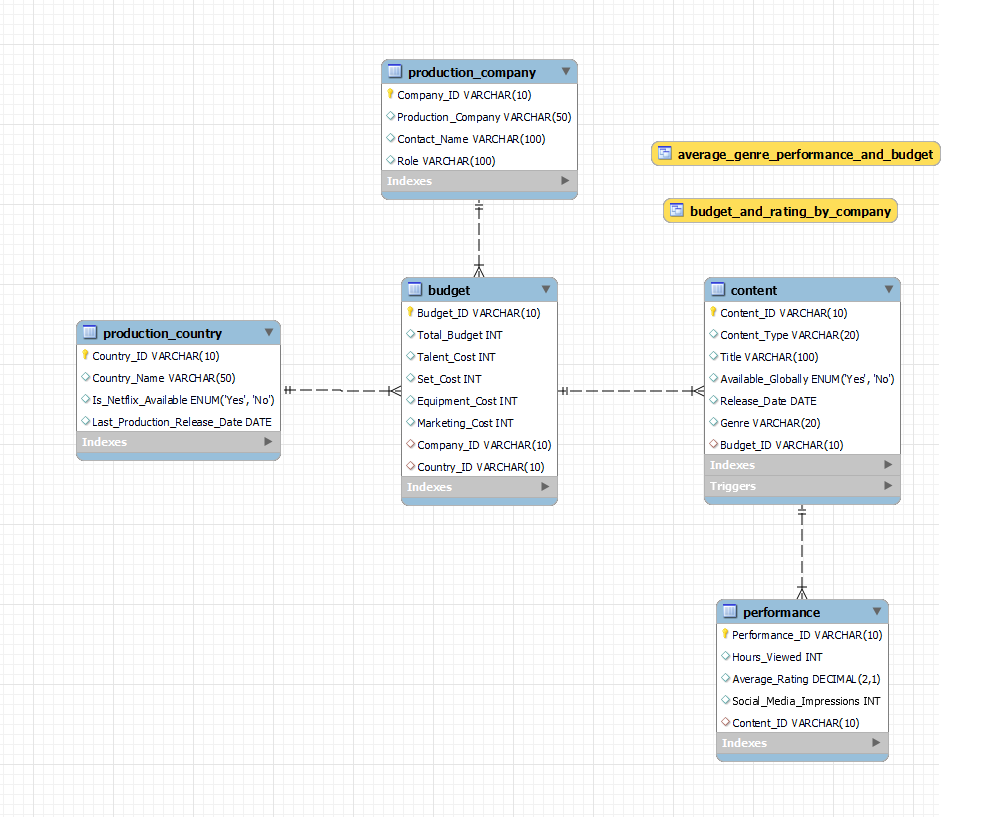 production_company
Company_ID VARCHAR(10)
Production_Company VARCHAR(50)
Contact_Name VARCHAR(100)
Role VARCHAR(100)
Indexes
average_genre_performance_and_budget
budget_and_rating_by_company
production_country
Country_ID VARCHAR(10)
Country_Name VARCHAR(50)
Is_Netflix_Available ENUM('Yes', 'No')
Last_Production_Release_Date DATE
Indexes
budget
Budget_ID VARCHAR(10)
Total_Budget INT
Talent_Cost INT
Set_Cost INT
Equipment_Cost INT
Marketing_Cost INT
Company_ID VARCHAR(10)
Country_ID VARCHAR(10)
Indexes
content
Content_ID VARCHAR(10)
Content_Type VARCHAR(20)
Title VARCHAR(100)
Available_Globally ENUM('Yes', 'No')
Release_Date DATE
Genre VARCHAR(20)
Budget_ID VARCHAR(10)
Indexes
Triggers
performance
Performance_ID VARCHAR(10)
Hours_Viewed INT
Average_Rating DECIMAL(2,1)
Social_Media_Impressions INT
Content_ID VARCHAR(10)
Indexes